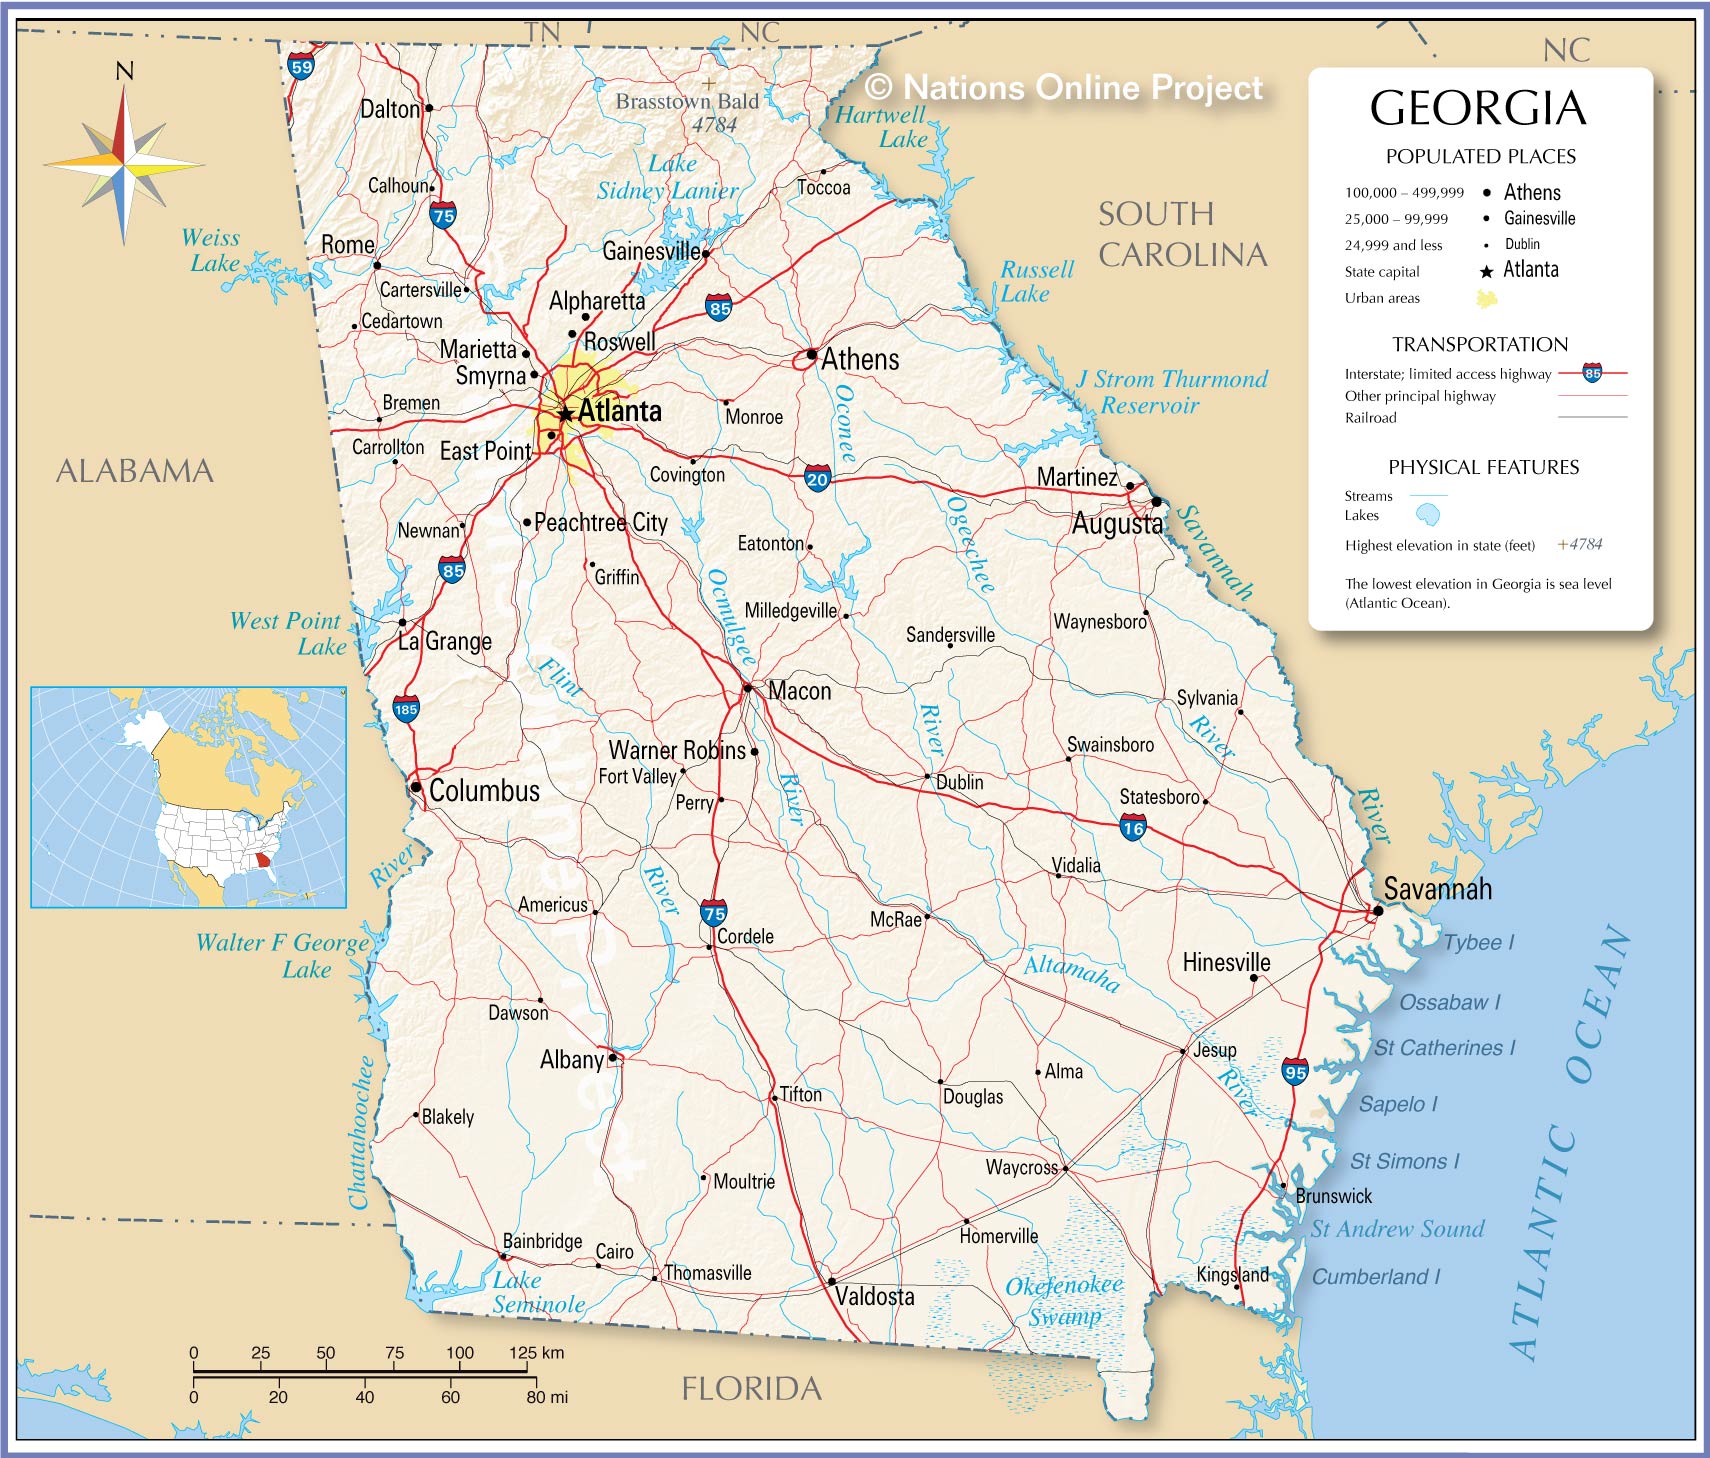 TN
NC
NC
© Nations Online Project
N
59
Dalton
Brasstown Bald
4784
Hartwell
Lake
Calhoun
75
Lake
Sidney Lanier
Toccoa
SOUTH
CAROLINA
Weiss
Lake
Rome
Gainesville
Cartersville
Russell
Lake
Alpharetta
85
Cedartown
Roswell
Marietta
Smyrna
Athens
J Strom Thurmond
Reservoir
Bremen
Atlanta
Monroe
Oconee
Carrollton
East Point
ALABAMA
Covington
20
Martinez
Augusta
Savannah
Newnan
Peachtree City
Ogeechee
Eatonton
85
Griffin
Ocmulgee
West Point
Lake
La Grange
Milledgeville
Sandersville
Waynesboro
Flint
Macon
185
Sylvania
River
River
Warner Robins
Fort Valley
Swainsboro
Columbus
Perry
River
Dublin
Statesboro
River
16
River
River
Vidalia
Savannah
Americus
75
McRae
Cordele
Walter F George
Lake
Tybee I
Hinesville
Altamaha
Dawson
Ossabaw I
Albany
St Catherines I
Jesup
Alma
95
River
Tifton
Douglas
Sapelo I
Chattahoochee
Blakely
Waycross
St Simons I
Moultrie
Brunswick
Homerville
St Andrew Sound
Bainbridge
Cairo
Thomasville
Lake
Seminole
Valdosta
Okefenokee
Swamp
Kingsland
Cumberland I
ATLANTIC OCEAN
FLORIDA
0 25 50 75 100 125 km
0 20 40 60 80 mi
GEORGIA
POPULATED PLACES
100,000 – 499,999 Athens
25,000 – 99,999 Gainesville
24,999 and less Dublin
State capital Atlanta
Urban areas
TRANSPORTATION
Interstate; limited access highway 85
Other principal highway
Railroad
PHYSICAL FEATURES
Streams
Lakes
Highest elevation in state (feet) +4784
The lowest elevation in Georgia is sea level
(Atlantic Ocean).